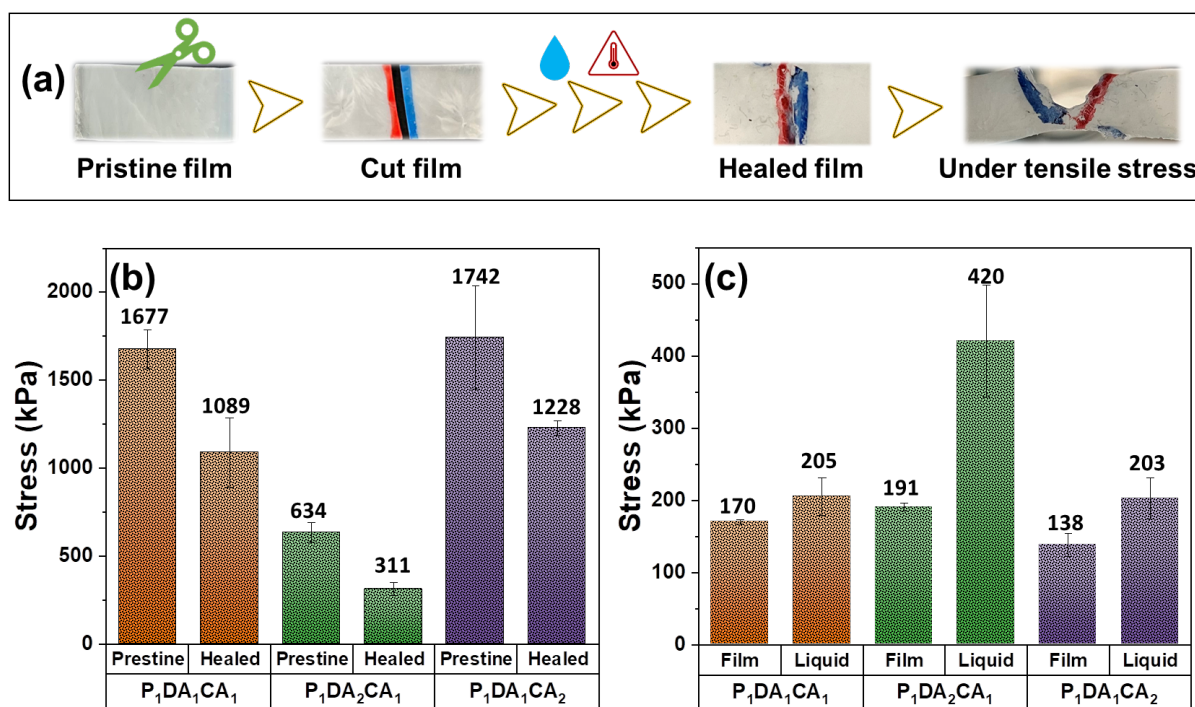 (a)
Pristine film
Cut film
Healed film
Under tensile stress
(b)
Stress (kPa)
2000
1500
1000
500
0
1677
1089
634
311
1742
1228
Prestine Healed Prestine Healed Prestine Healed
P₁DA₁CA₁ P₁DA₂CA₁ P₁DA₁CA₂
(c)
Stress (kPa)
500
400
300
200
100
0
170
205
191
420
138
203
Film Liquid Film Liquid Film Liquid
P₁DA₁CA₁ P₁DA₂CA₁ P₁DA₁CA₂